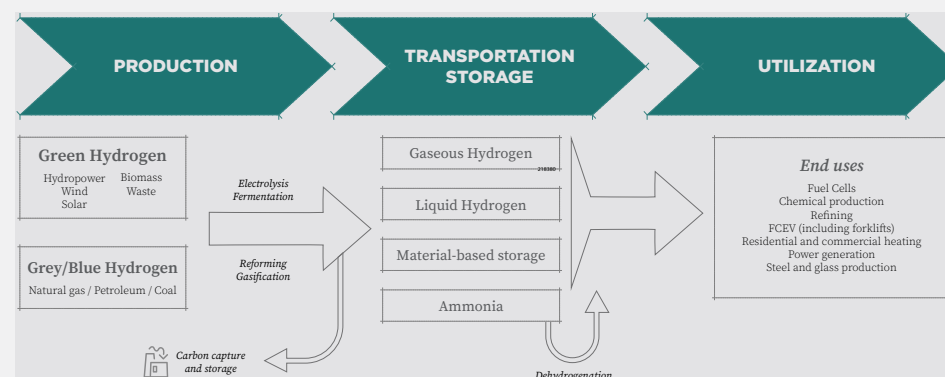 PRODUCTION
TRANSPORTATION
STORAGE
UTILIZATION
Green Hydrogen
Hydropower
Wind
Solar
Biomass
Waste
Grey/Blue Hydrogen
Natural gas / Petroleum / Coal
Electrolysis
Fermentation
Reforming
Gasification
Carbon capture
and storage
Gaseous Hydrogen
218380
Liquid Hydrogen
Material-based storage
Ammonia
Dehydrogenation
End uses
Fuel Cells
Chemical production
Refining
FCEV (including forklifts)
Residential and commercial heating
Power generation
Steel and glass production